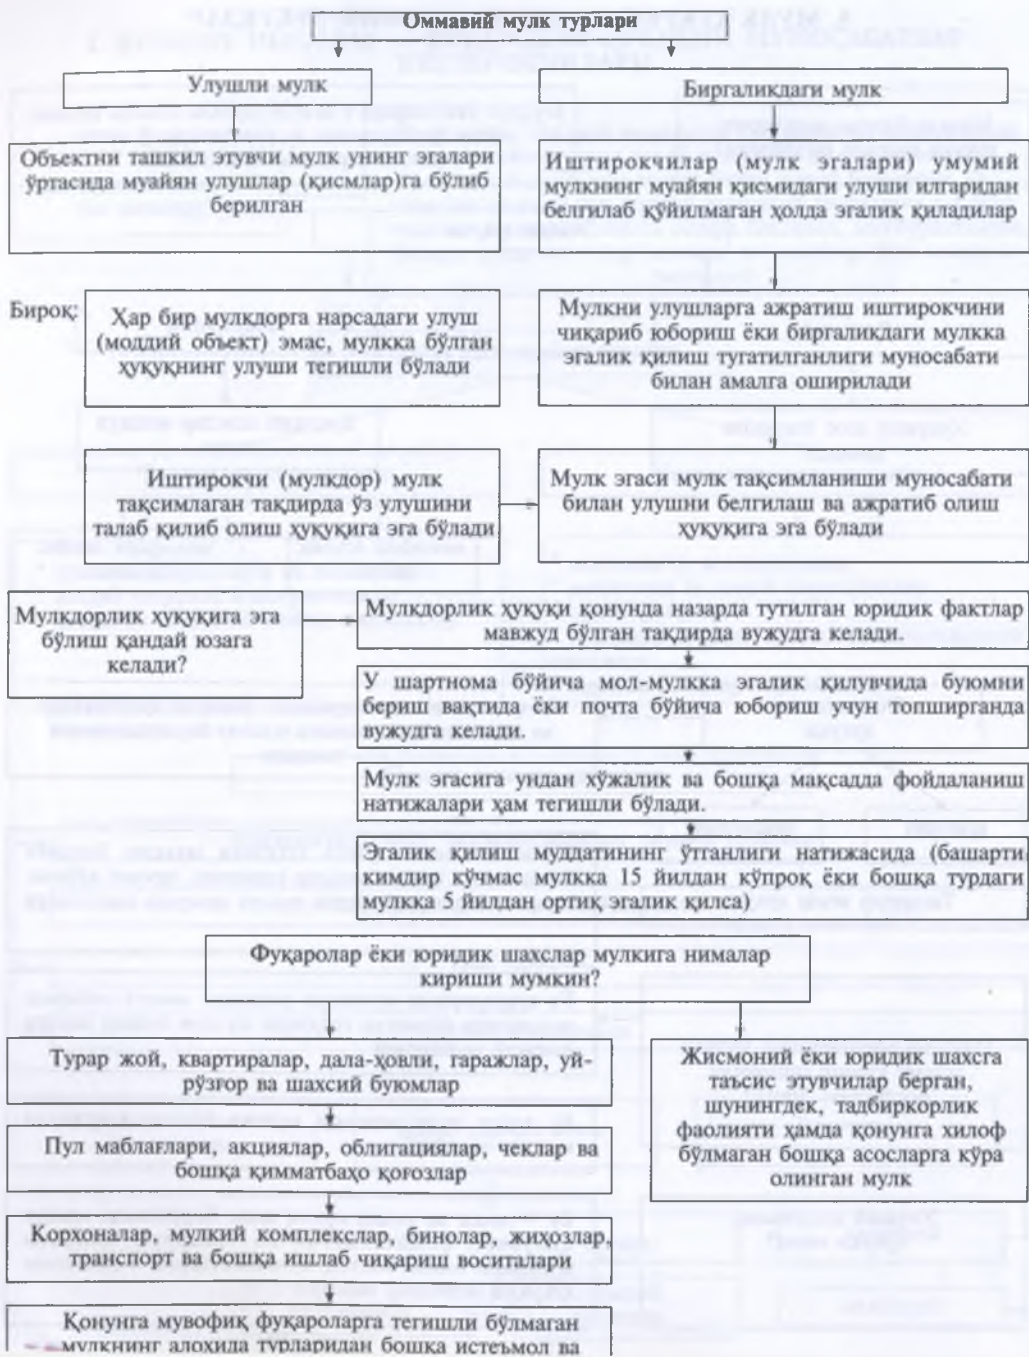 Оммавий мулк турлари
Улушли мулк
Биргаликдаги мулк
Объектни ташкил этувчи мулк унинг эгалари
ўртасида муайян улушлар (қисмлар)га бўлиб
берилган
Иштирокчилар (мулк эгалари) умумий
мулкнинг муайян қисмидаги улуши илгаридан
белгилаб қўйилмаган ҳолда эгалик қиладилар
Бироқ:
Ҳар бир мулкдорга нарсадаги улуш
(моддий объект) эмас, мулкка бўлган
ҳуқуқнинг улуши тегишли бўлади
Мулкни улушларга ажратиш иштирокчини
чиқариб юбориш ёки биргаликдаги мулкка
эгалик қилиш тугатилганлиги муносабати
билан амалга оширилади
Иштирокчи (мулкдор) мулк
тақсимлаган тақдирда ўз улушини
талаб қилиб олиш ҳуқуқига эга бўлади
Мулк эгаси мулк тақсимланиши муносабати
билан улушни белгилаш ва ажратиб олиш
ҳуқуқига эга бўлади
Мулкдорлик ҳуқуқига эга
бўлиш қандай юзага
келади?
Мулкдорлик ҳуқуқи қонунда назарда тутилган юридик фактлар
мавжуд бўлган тақдирда вужудга келади.
У шартнома бўйича мол-мулкка эгалик қилувчида буюмни
бериш вақтида ёки почта бўйича юбориш учун топширганда
вужудга келади.
Мулк эгасига ундан хўжалик ва бошқа мақсадда фойдаланиш
натижалари ҳам тегишли бўлади.
Эгалик қилиш муддатининг ўтганлиги натижасида (башарти
кимдир кўчмас мулкка 15 йилдан кўпроқ ёки бошқа турдаги
мулкка 5 йилдан ортиқ эгалик қилса)
Фуқаролар ёки юридик шахслар мулкига нималар
кириши мумкин?
Турар жой, квартиралар, дала-ҳовли, гаражлар, уй-
рўзғор ва шахсий буюмлар
Жисмоний ёки юридик шахсга
таъсис этувчилар берган,
шунингдек, тадбиркорлик
фаолияти ҳамда қонунга хилоф
бўлмаган бошқа асосларга кўра
олинган мулк
Пул маблағлари, акциялар, облигациялар, чеклар ва
бошқа қимматбаҳо қоғозлар
Корхоналар, мулкий комплекслар, бинолар, жиҳозлар,
транспорт ва бошқа ишлаб чиқариш воситалари
Қонунга мувофиқ фуқароларга тегишли бўлмаган
мулкнинг алоҳида турларидан бошқа истеъмол ва